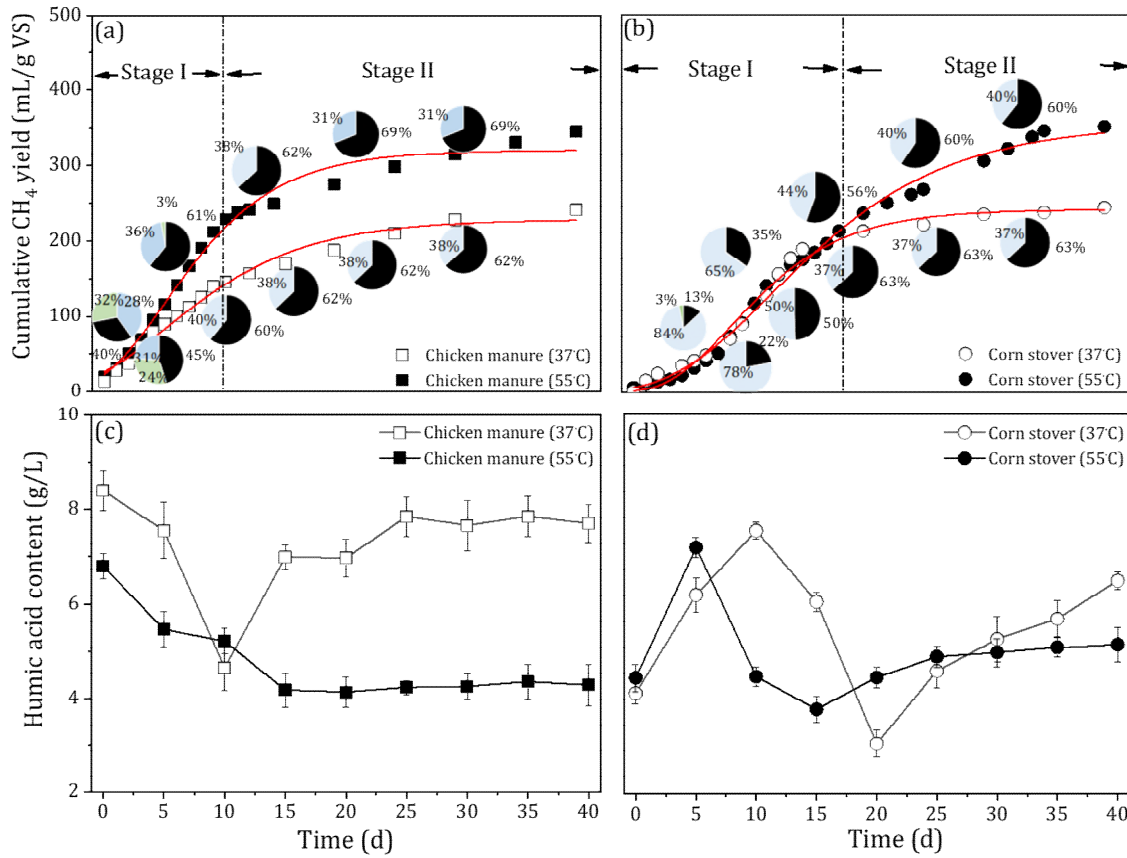 (a)
Stage I
Stage II
Cumulative CH4 yield (mL/g VS)
500
400
300
200
100
0
31%
69%
31%
69%
38%
62%
3%
36%
61%
32%
28%
40%
31%
45%
24%
40%
60%
38%
62%
38%
62%
38%
62%
Chicken manure (37°C)
Chicken manure (55°C)
(b)
Stage I
Stage II
40%
60%
40%
60%
44%
56%
35%
65%
3%
13%
84%
22%
78%
50%
50%
37%
63%
37%
63%
37%
63%
Corn stover (37°C)
Corn stover (55°C)
(c)
Chicken manure (37°C)
Chicken manure (55°C)
Humic acid content (g/L)
10
8
6
4
2
0 5 10 15 20 25 30 35 40
Time (d)
(d)
Corn stover (37°C)
Corn stover (55°C)
0 5 10 15 20 25 30 35 40
Time (d)